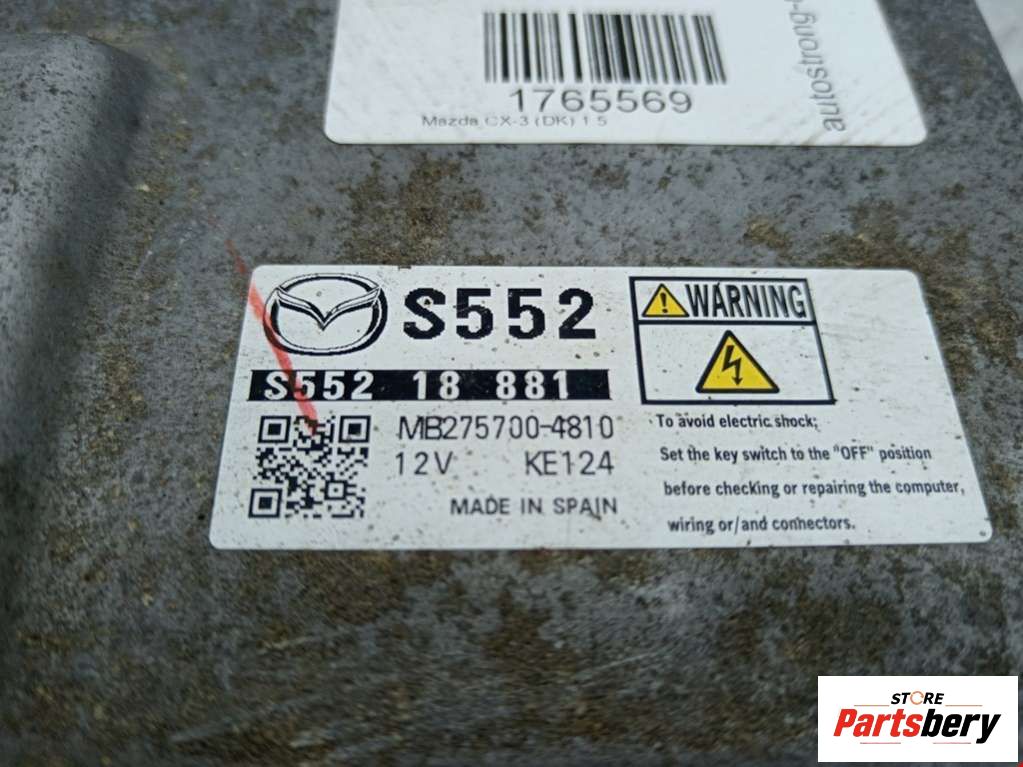 1765569
Mazda CX-3 (DK) 1.5
autostrong-
S552
WARNING
S552 18 881
MB275700-4810
12V KE124
MADE IN SPAIN
To avoid electric shock;
Set the key switch to the "OFF" position
before checking or repairing the computer,
wiring or/and conhectors.
STORE
Partsbery